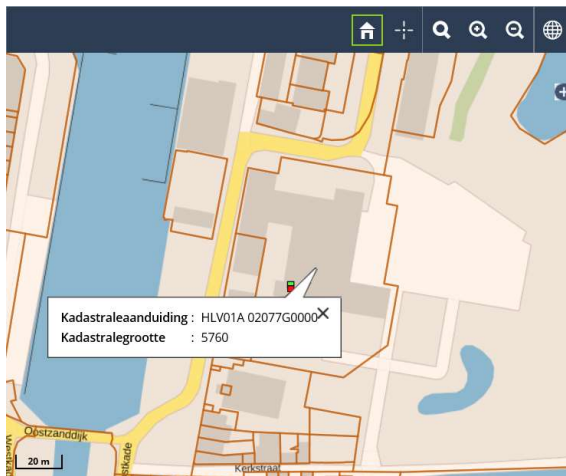 Kadastraleaanduiding : HLV01A 02077G0000
Kadastralegrootte : 5760
Oostzanddijk
20 m
Kerkstraat